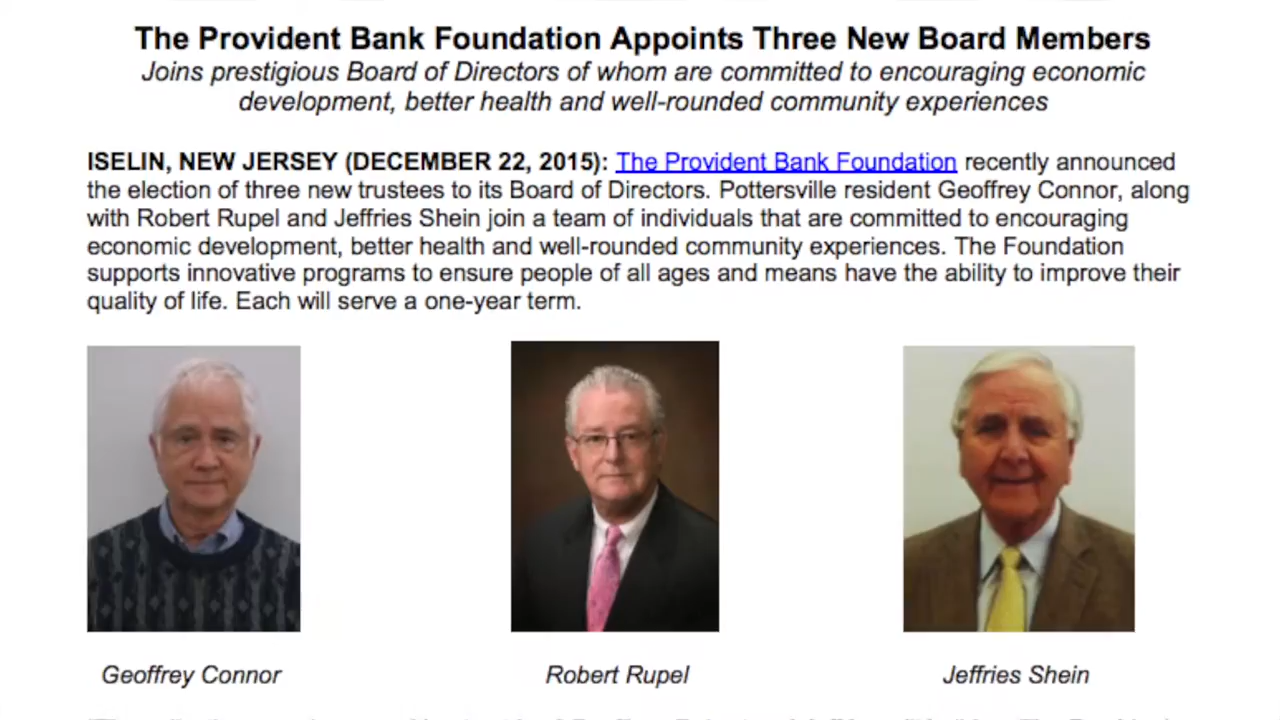 The Provident Bank Foundation Appoints Three New Board Members
Joins prestigious Board of Directors of whom are committed to encouraging economic
development, better health and well-rounded community experiences
ISELIN, NEW JERSEY (DECEMBER 22, 2015): The Provident Bank Foundation recently announced
the election of three new trustees to its Board of Directors. Pottersville resident Geoffrey Connor, along
with Robert Rupel and Jeffries Shein join a team of individuals that are committed to encouraging
economic development, better health and well-rounded community experiences. The Foundation
supports innovative programs to ensure people of all ages and means have the ability to improve their
quality of life. Each will serve a one-year term.
Geoffrey Connor
Robert Rupel
Jeffries Shein